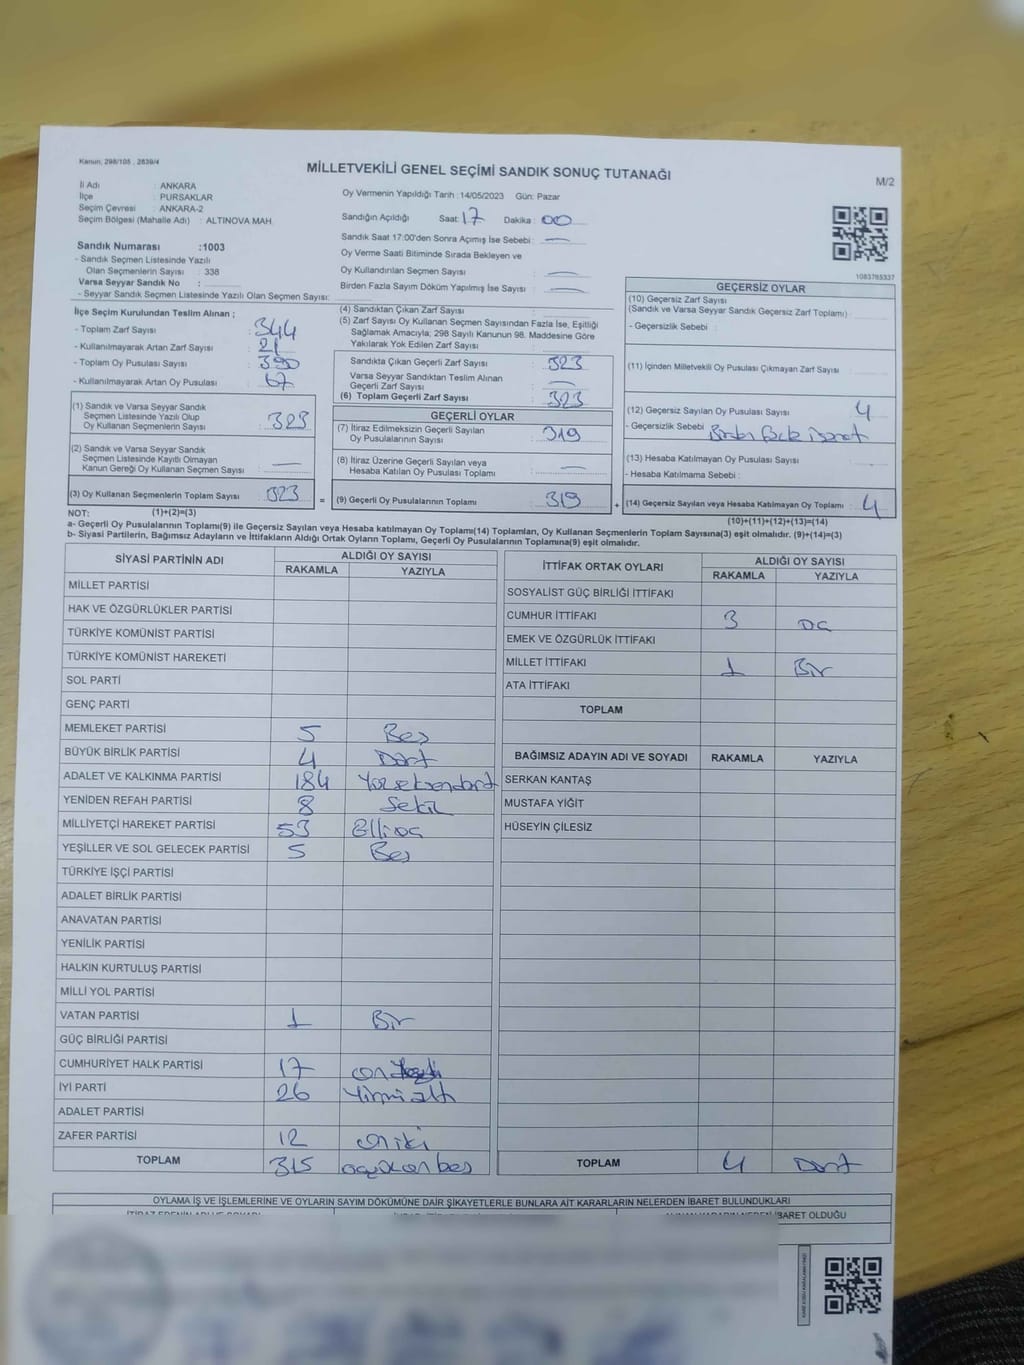 Kanun, 298/105 , 2839/4
MİLLETVEKİLİ GENEL SEÇİMİ SANDIK SONUÇ TUTANAĞI
M/2
İl Adı : ANKARA
İlçe : PURSAKLAR
Seçim Çevresi : ANKARA-2
Seçim Bölgesi (Mahalle Adı) : ALTINOVA MAH.
Oy Vermenin Yapıldığı Tarih : 14/05/2023 Gün: Pazar
Sandığın Açıldığı Saat: 17 Dakika : 00
Sandık Saat 17:00'den Sonra Açımış İse Sebebi : —
Oy Verme Saati Bitiminde Sırada Bekleyen ve
Oy Kullandırılan Seçmen Sayısı : —
Birden Fazla Sayım Döküm Yapılmış İse Sayısı : —
Sandık Numarası :1003
- Sandık Seçmen Listesinde Yazılı
Olan Seçmenlerin Sayısı : 338
Varsa Seyyar Sandık No :
- Seyyar Sandık Seçmen Listesinde Yazılı Olan Seçmen Sayısı:
1083765337
İlçe Seçim Kurulundan Teslim Alınan ;
- Toplam Zarf Sayısı : 344
- Kullanılmayarak Artan Zarf Sayısı : 21
- Toplam Oy Pusulası Sayısı : 390
- Kullanılmayarak Artan Oy Pusulası : 67
(1) Sandık ve Varsa Seyyar Sandık
Seçmen Listesinde Yazılı Olup
Oy Kullanan Seçmenlerin Sayısı : 323
(2) Sandık ve Varsa Seyyar Sandık
Seçmen Listesinde Kayıtlı Olmayan
Kanun Gereği Oy Kullanan Seçmen Sayısı : —
(3) Oy Kullanan Seçmenlerin Toplam Sayısı : 323 =
(4) Sandıktan Çıkan Zarf Sayısı :
(5) Zarf Sayısı Oy Kullanan Seçmen Sayısından Fazla İse, Eşitliği
Sağlamak Amacıyla; 298 Sayılı Kanunun 98. Maddesine Göre
Yakılarak Yok Edilen Zarf Sayısı :
Sandıkta Çıkan Geçerli Zarf Sayısı : 323
Varsa Seyyar Sandıktan Teslim Alınan
Geçerli Zarf Sayısı : —
(6) Toplam Geçerli Zarf Sayısı : 323
GEÇERLİ OYLAR
(7) İtiraz Edilmeksizin Geçerli Sayılan
Oy Pusulalarının Sayısı : 319
(8) İtiraz Üzerine Geçerli Sayılan veya
Hesaba Katılan Oy Pusulası Toplamı : —
(9) Geçerli Oy Pusulalarının Toplamı : 319 +
GEÇERSİZ OYLAR
(10) Geçersiz Zarf Sayısı
(Sandık ve Varsa Seyyar Sandık Geçersiz Zarf Toplamı) :
- Geçersizlik Sebebi :
(11) İçinden Milletvekili Oy Pusulası Çıkmayan Zarf Sayısı :
(12) Geçersiz Sayılan Oy Pusulası Sayısı : 4
- Geçersizlik Sebebi :
(13) Hesaba Katılmayan Oy Pusulası Sayısı :
- Hesaba Katılmama Sebebi :
(14) Geçersiz Sayılan veya Hesaba Katılmayan Oy Toplamı : 4
NOT: (1)+(2)=(3)
(10)+(11)+(12)+(13)=(14)
a- Geçerli Oy Pusulalarının Toplamı(9) ile Geçersiz Sayılan veya Hesaba katılmayan Oy Toplamı(14) Toplamları, Oy Kullanan Seçmenlerin Toplam Sayısına(3) eşit olmalıdır. (9)+(14)=(3)
b- Siyasi Partilerin, Bağımsız Adayların ve İttifakların Aldığı Ortak Oyların Toplamı, Geçerli Oy Pusulalarının Toplamına(9) eşit olmalıdır.
SİYASİ PARTİNİN ADI ALDIĞI OY SAYISI
RAKAMLA YAZIYLA
MİLLET PARTİSİ
HAK VE ÖZGÜRLÜKLER PARTİSİ
TÜRKİYE KOMÜNİST PARTİSİ
TÜRKİYE KOMÜNİST HAREKETİ
SOL PARTİ
GENÇ PARTİ
MEMLEKET PARTİSİ 5 Beş
BÜYÜK BİRLİK PARTİSİ 4 Dört
ADALET VE KALKINMA PARTİSİ 184 Yüzseksendört
YENİDEN REFAH PARTİSİ 8 Sekiz
MİLLİYETÇİ HAREKET PARTİSİ 53 Elliüç
YEŞİLLER VE SOL GELECEK PARTİSİ 5 Beş
TÜRKİYE İŞÇİ PARTİSİ
ADALET BİRLİK PARTİSİ
ANAVATAN PARTİSİ
YENİLİK PARTİSİ
HALKIN KURTULUŞ PARTİSİ
MİLLİ YOL PARTİSİ
VATAN PARTİSİ 1 Bir
GÜÇ BİRLİĞİ PARTİSİ
CUMHURİYET HALK PARTİSİ 17 on yedi
İYİ PARTİ 26 Yirmi altı
ADALET PARTİSİ
ZAFER PARTİSİ 12 oniki
TOPLAM 315 üçyüzonbeş
İTTİFAK ORTAK OYLARI ALDIĞI OY SAYISI
RAKAMLA YAZIYLA
SOSYALİST GÜÇ BİRLİĞİ İTTİFAKI
CUMHUR İTTİFAKI 3 üç
EMEK VE ÖZGÜRLÜK İTTİFAKI
MİLLET İTTİFAKI 1 Bir
ATA İTTİFAKI
TOPLAM
BAĞIMSIZ ADAYIN ADI VE SOYADI RAKAMLA YAZIYLA
SERKAN KANTAŞ
MUSTAFA YİĞİT
HÜSEYİN ÇİLESİZ
TOPLAM 4 Dört
OYLAMA İŞ VE İŞLEMLERİNE VE OYLARIN SAYIM DÖKÜMÜNE DAİR ŞİKAYETLERLE BUNLARA AİT KARARLARIN NELERDEN İBARET BULUNDUKLARI
İBARET OLDUĞU